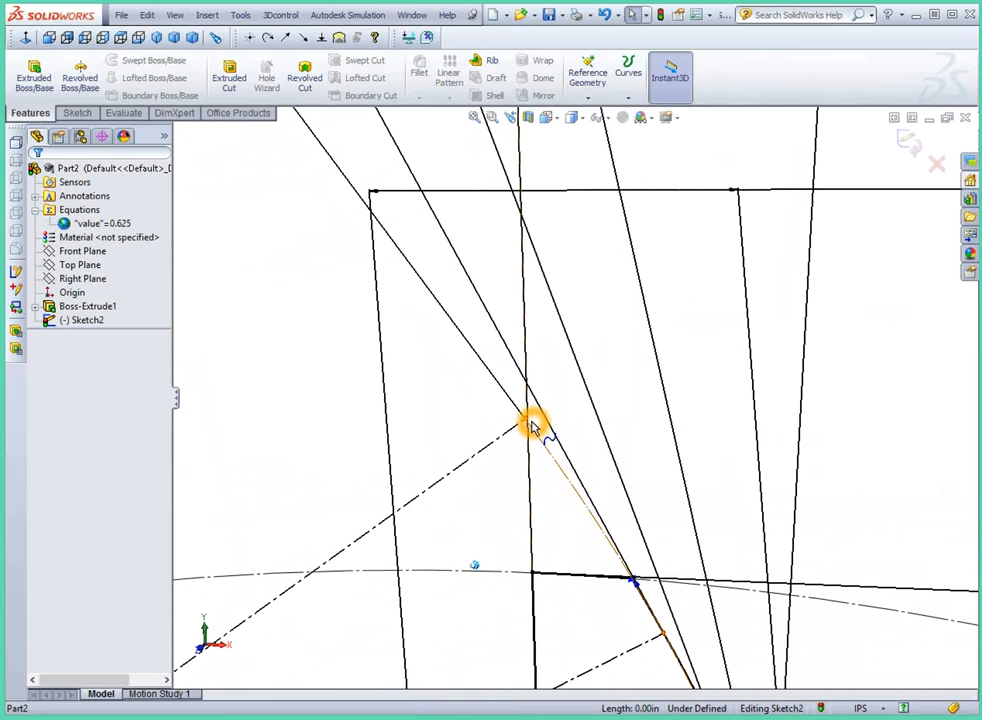 SOLIDWORKS File Edit View Insert Tools 3Dcontrol Autodesk Simulation Window Help Search SolidWorks Help
Extruded Boss/Base
Revolved Boss/Base
Swept Boss/Base
Lofted Boss/Base
Boundary Boss/Base
Extruded Cut
Hole Wizard
Revolved Cut
Swept Cut
Lofted Cut
Boundary Cut
Fillet
Linear Pattern
Rib
Draft
Shell
Wrap
Dome
Mirror
Reference Geometry
Curves
Instant3D
Features Sketch Evaluate DimXpert Office Products
Part2 (Default<<Default>_D
Sensors
Annotations
Equations
"value"=0.625
Material <not specified>
Front Plane
Top Plane
Right Plane
Origin
Boss-Extrude1
(-) Sketch2
Y
X
Model Motion Study 1
Part2 Length: 0.00in Under Defined Editing Sketch2 IPS